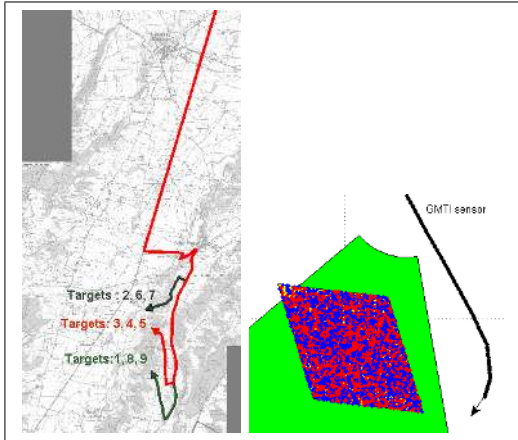 GMTI sensor
Targets : 2, 6, 7
Targets: 3, 4, 5
Targets:1, 8, 9